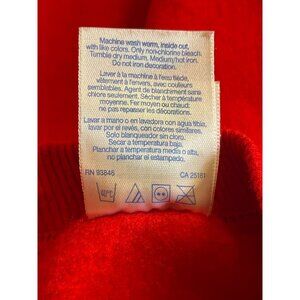 Machine wash warm, inside out,
with like colors. Only non-chlorine bleach.
Tumble dry medium. Medium/hot iron.
Do not iron decoration.
Laver à la machine à l'eau tiède,
vêtement à l'envers, avec couleurs
semblables. Agent de blanchiment sans
chlore seulement. Sécher à température
moyenne. Fer moyen ou chaud:
ne pas repasser les décorations.
Lavar a mano o en lavadora con agua tibia,
lavar por el revés, con colores similares.
Solo blanqueador sin cloro.
Secar a temperatura baja.
Planchar a temperatura media o alta,
no planchar el estampado.
RN 93846
CA 25161